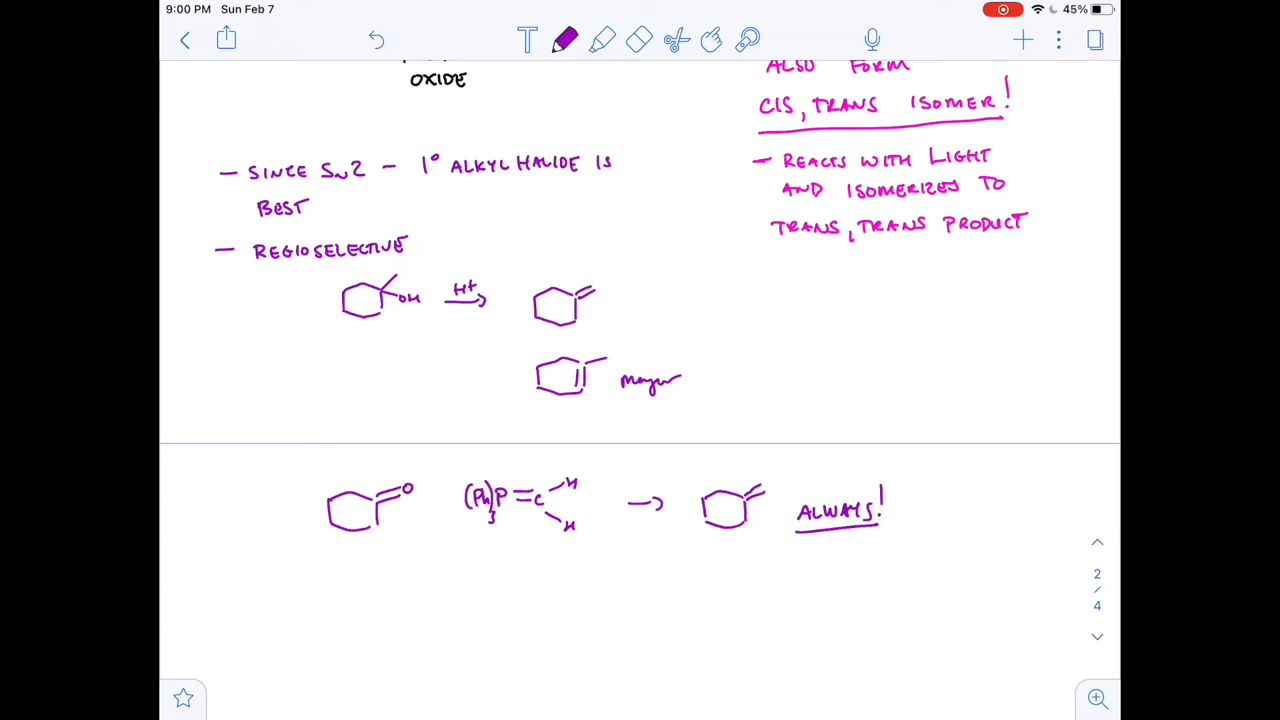 9:00 PM Sun Feb 7
45%
OXIDE
ALSO FORM
CIS, TRANS ISOMER!
- REACTS WITH LIGHT
AND ISOMERIZES TO
TRANS, TRANS PRODUCT
- SINCE SN2 - 1° ALKYL HALIDE IS
BEST
- REGIOSELECTIVE
OH
H+
Major
O
(Ph)3P=C
H
H
ALWAYS!
2
/
4